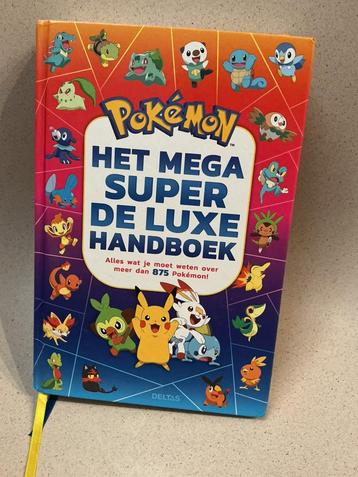 POKÉMON
HET MEGA
SUPER
DE LUXE
HANDBOEK
Alles wat je moet weten over
meer dan 875 Pokémon!
DELTAS